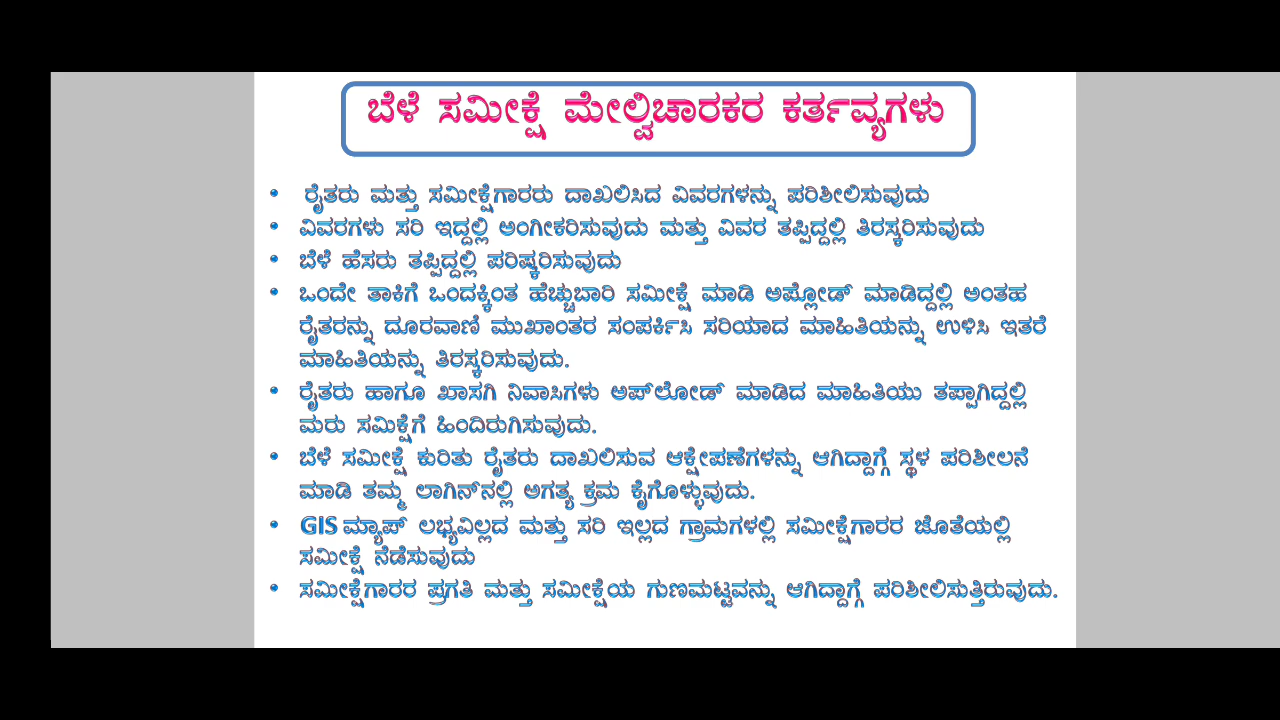 ಬೆಳೆ ಸಮೀಕ್ಷೆ ಮೇಲ್ವಿಚಾರಕರ ಕರ್ತವ್ಯಗಳು
• ರೈತರು ಮತ್ತು ಸಮೀಕ್ಷೆಗಾರರು ದಾಖಲಿಸಿದ ವಿವರಗಳನ್ನು ಪರಿಶೀಲಿಸುವುದು
• ವಿವರಗಳು ಸರಿ ಇದ್ದಲ್ಲಿ ಅಂಗೀಕರಿಸುವುದು ಮತ್ತು ವಿವರ ತಪ್ಪಿದ್ದಲ್ಲಿ ತಿರಸ್ಕರಿಸುವುದು
• ಬೆಳೆ ಹೆಸರು ತಪ್ಪಿದ್ದಲ್ಲಿ ಪರಿಷ್ಕರಿಸುವುದು
• ಒಂದೇ ತಾಕಿಗೆ ಒಂದಕ್ಕಿಂತ ಹೆಚ್ಚುಬಾರಿ ಸಮೀಕ್ಷೆ ಮಾಡಿ ಅಪ್ಲೋಡ್ ಮಾಡಿದ್ದಲ್ಲಿ ಅಂತಹ
ರೈತರನ್ನು ದೂರವಾಣಿ ಮುಖಾಂತರ ಸಂಪರ್ಕಿಸಿ ಸರಿಯಾದ ಮಾಹಿತಿಯನ್ನು ಉಳಿಸಿ ಇತರೆ
ಮಾಹಿತಿಯನ್ನು ತಿರಸ್ಕರಿಸುವುದು.
• ರೈತರು ಹಾಗೂ ಖಾಸಗಿ ನಿವಾಸಿಗಳು ಅಪ್‌ಲೋಡ್ ಮಾಡಿದ ಮಾಹಿತಿಯು ತಪ್ಪಾಗಿದ್ದಲ್ಲಿ
ಮರು ಸಮಿಕ್ಷೆಗೆ ಹಿಂದಿರುಗಿಸುವುದು.
• ಬೆಳೆ ಸಮೀಕ್ಷೆ ಕುರಿತು ರೈತರು ದಾಖಲಿಸುವ ಆಕ್ಷೇಪಣೆಗಳನ್ನು ಆಗಿದ್ದಾಗ್ಗೆ ಸ್ಥಳ ಪರಿಶೀಲನೆ
ಮಾಡಿ ತಮ್ಮ ಲಾಗಿನ್‌ನಲ್ಲಿ ಅಗತ್ಯ ಕ್ರಮ ಕೈಗೊಳ್ಳುವುದು.
• GIS ಮ್ಯಾಪ್ ಲಭ್ಯವಿಲ್ಲದ ಮತ್ತು ಸರಿ ಇಲ್ಲದ ಗ್ರಾಮಗಳಲ್ಲಿ ಸಮೀಕ್ಷೆಗಾರರ ಜೊತೆಯಲ್ಲಿ
ಸಮೀಕ್ಷೆ ನೆಡೆಸುವುದು
• ಸಮೀಕ್ಷೆಗಾರರ ಪ್ರಗತಿ ಮತ್ತು ಸಮೀಕ್ಷೆಯ ಗುಣಮಟ್ಟವನ್ನು ಆಗಿದ್ದಾಗ್ಗೆ ಪರಿಶೀಲಿಸುತ್ತಿರುವುದು.